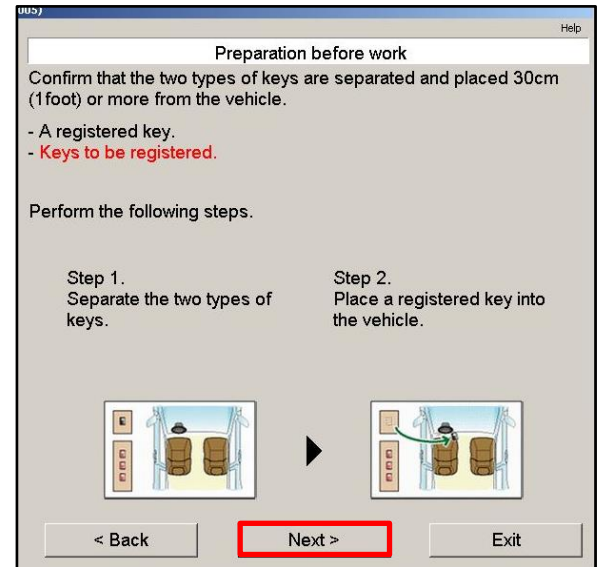 005)
Help
Preparation before work
Confirm that the two types of keys are separated and placed 30cm
(1foot) or more from the vehicle.
- A registered key.
- Keys to be registered.
Perform the following steps.
Step 1.
Separate the two types of
keys.
Step 2.
Place a registered key into
the vehicle.
< Back
Next >
Exit